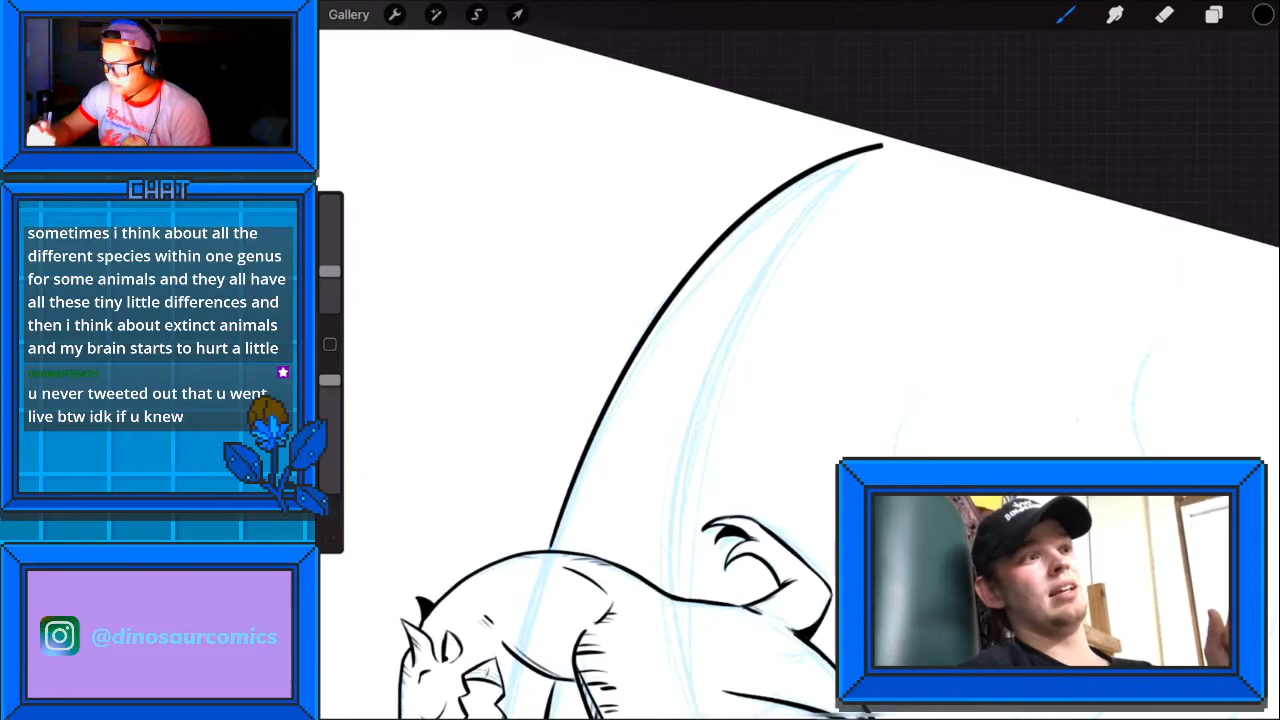 Gallery
CHAT
sometimes i think about all the
different species within one genus
for some animals and they all have
all these tiny little differences and
then i think about extinct animals
and my brain starts to hurt a little
u never tweeted out that u went
live btw idk if u knew
@dinosaurcomics